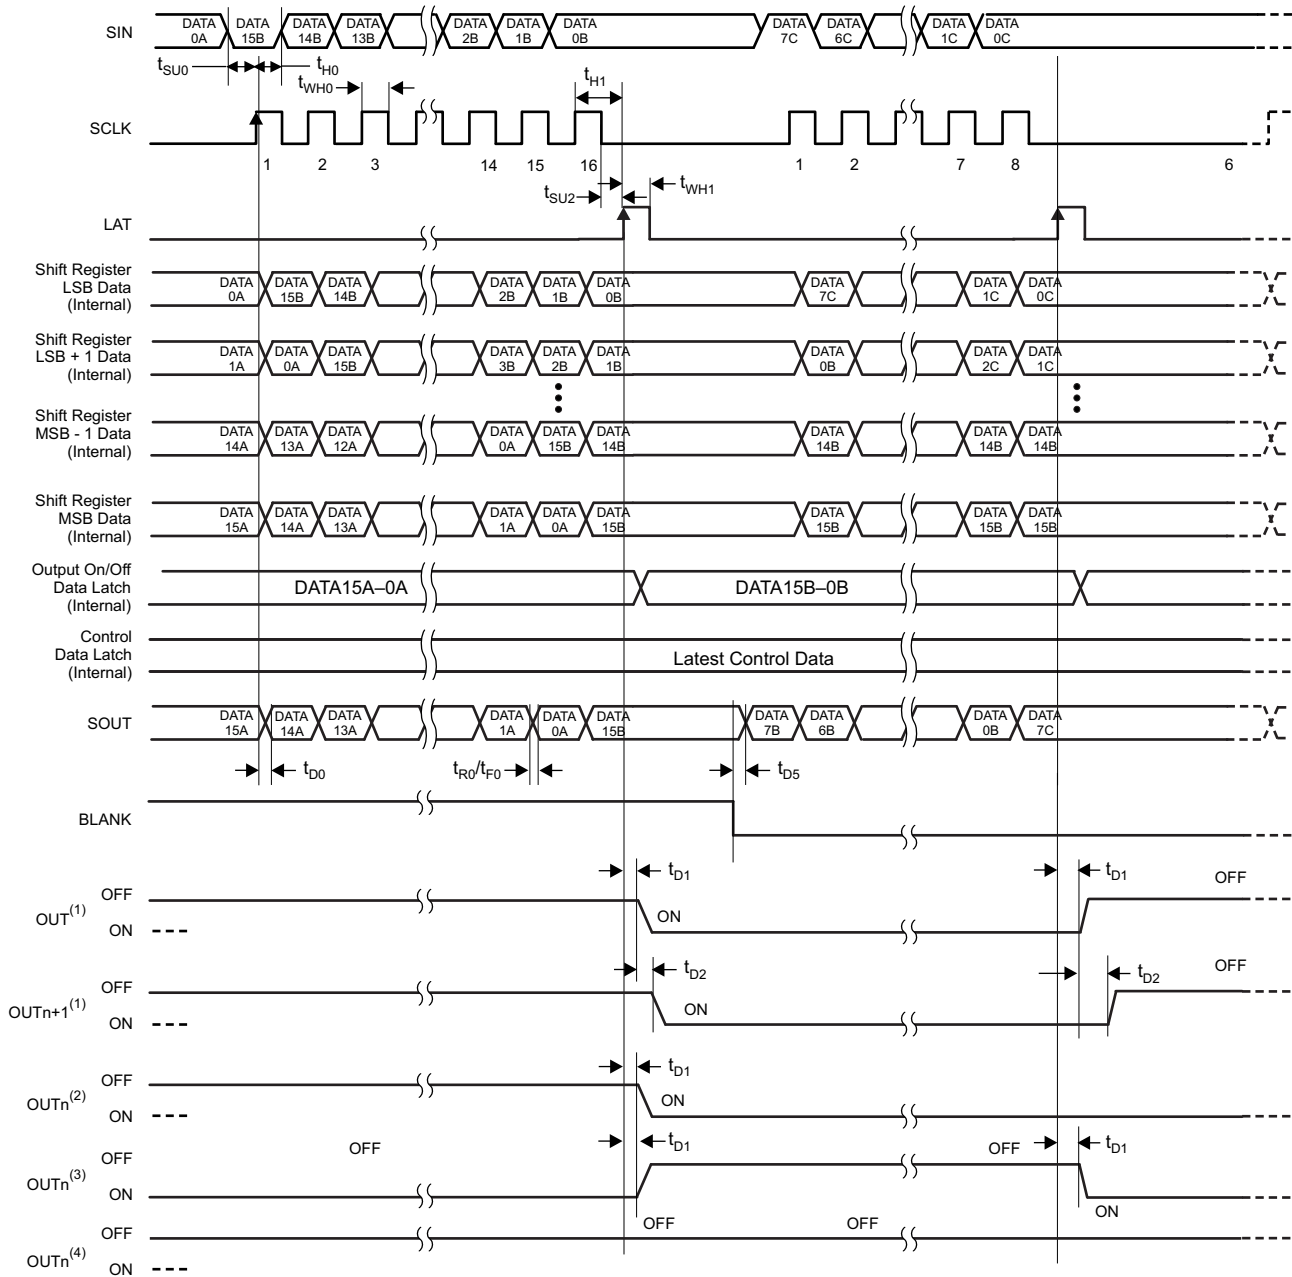 SIN
DATA 0A
DATA 15B
DATA 14B
DATA 13B
DATA 2B
DATA 1B
DATA 0B
DATA 7C
DATA 6C
DATA 1C
DATA 0C
tSU0
tH0
tWH0
tH1
SCLK
1 2 3 14 15 16 1 2 7 8 6
tSU2
tWH1
LAT
Shift Register
LSB Data
(Internal)
DATA 0A
DATA 15B
DATA 14B
DATA 2B
DATA 1B
DATA 0B
DATA 7C
DATA 1C
DATA 0C
Shift Register
LSB + 1 Data
(Internal)
DATA 1A
DATA 0A
DATA 15B
DATA 3B
DATA 2B
DATA 1B
DATA 0B
DATA 2C
DATA 1C
Shift Register
MSB - 1 Data
(Internal)
DATA 14A
DATA 13A
DATA 12A
DATA 0A
DATA 15B
DATA 14B
DATA 14B
DATA 14B
DATA 14B
Shift Register
MSB Data
(Internal)
DATA 15A
DATA 14A
DATA 13A
DATA 1A
DATA 0A
DATA 15B
DATA 15B
DATA 15B
DATA 15B
Output On/Off
Data Latch
(Internal)
DATA15A–0A
DATA15B–0B
Control
Data Latch
(Internal)
Latest Control Data
SOUT
DATA 15A
DATA 14A
DATA 13A
DATA 1A
DATA 0A
DATA 15B
DATA 7B
DATA 6B
DATA 0B
DATA 7C
tD0
tR0/tF0
tD5
BLANK
tD1
tD1
OFF
OUT(1)
ON
ON
OFF
tD2
tD2
OFF
OUTn+1(1)
ON
ON
OFF
tD1
OFF
OUTn(2)
ON
ON
tD1
tD1
OFF
OUTn(3)
ON
OFF
OFF
ON
OFF
OUTn(4)
ON
OFF
OFF